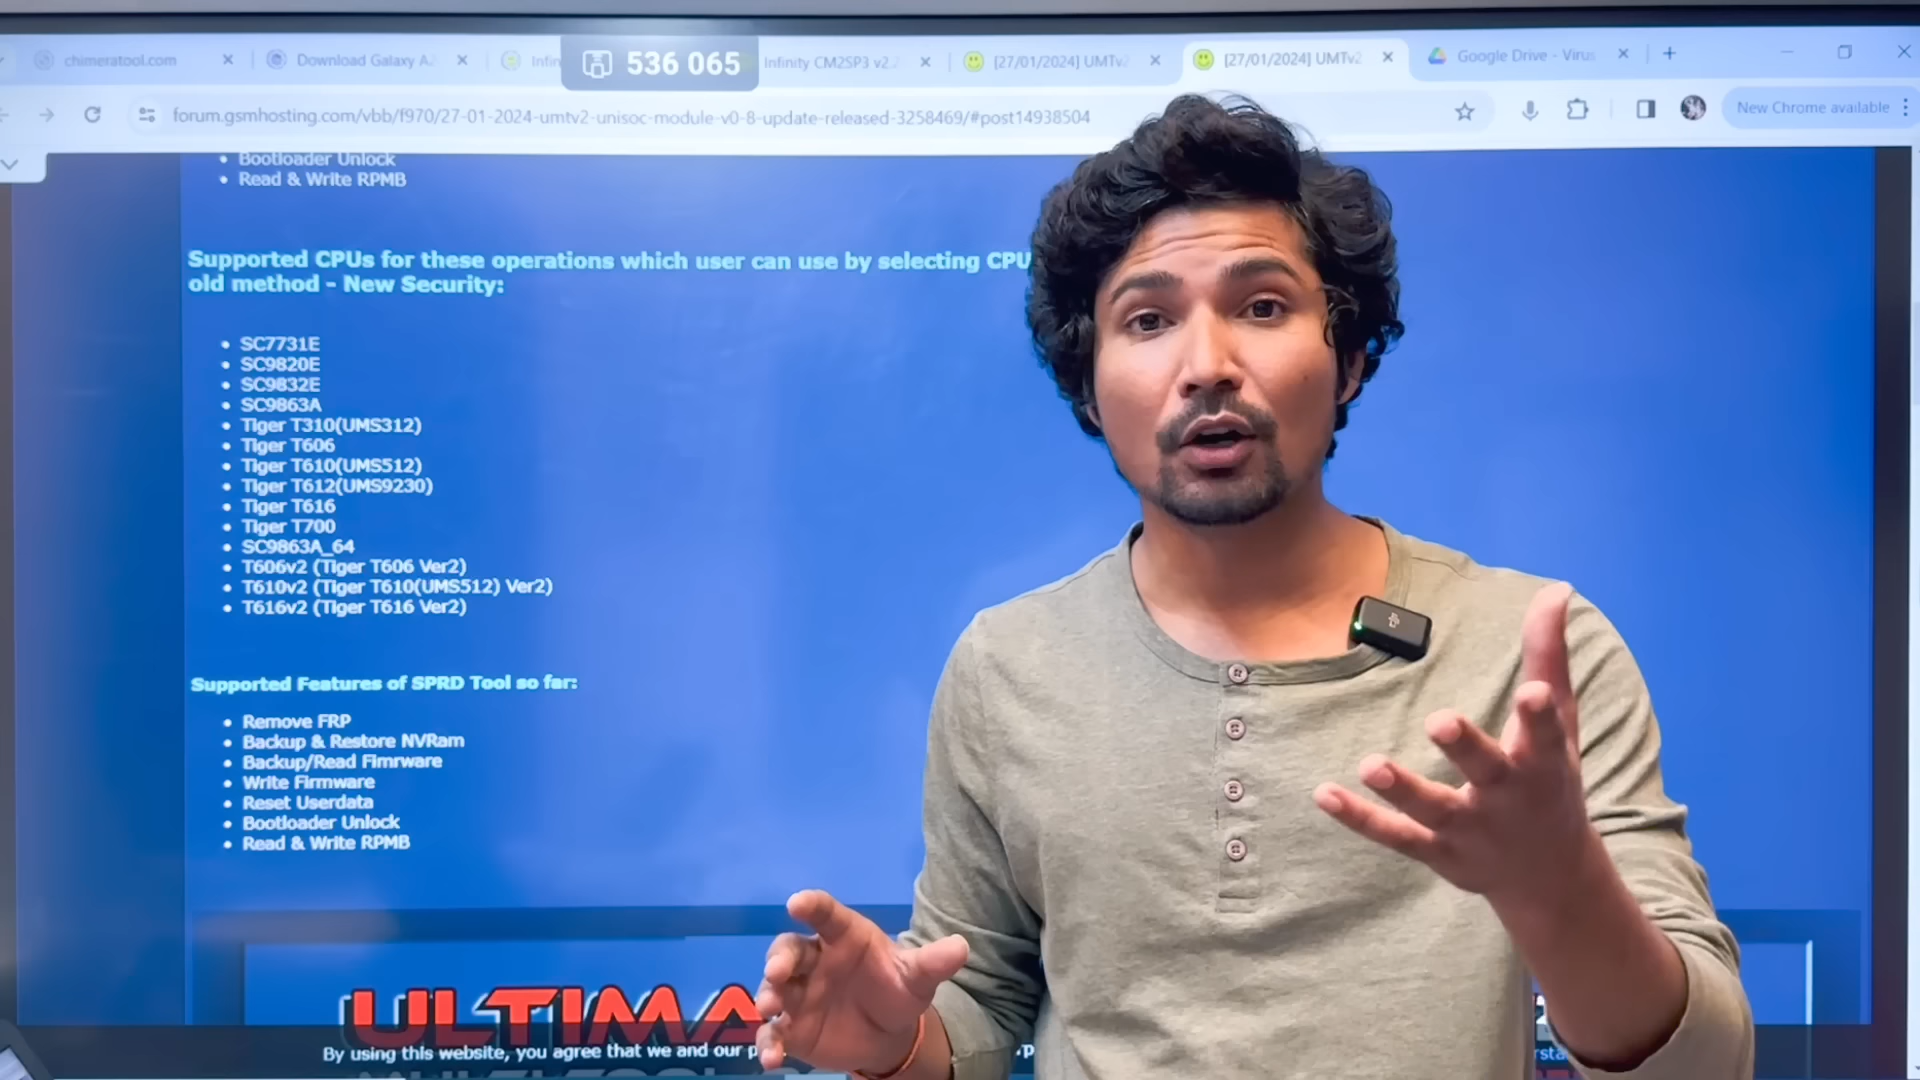 chimeratool.com
Download Galaxy A2
Infin
536 065
Infinity CM2SP3 v2.2
[27/01/2024] UMTv2
[27/01/2024] UMTv2
Google Drive - Virus
forum.gsmhosting.com/vbb/f970/27-01-2024-umtv2-unisoc-module-v0-8-update-released-3258469/#post14938504
New Chrome available
Bootloader Unlock
Read & Write RPMB
Supported CPUs for these operations which user can use by selecting CPU
old method - New Security:
SC7731E
SC9820E
SC9832E
SC9863A
Tiger T310(UMS312)
Tiger T606
Tiger T610(UMS512)
Tiger T612(UMS9230)
Tiger T616
Tiger T700
SC9863A_64
T606v2 (Tiger T606 Ver2)
T610v2 (Tiger T610(UMS512) Ver2)
T616v2 (Tiger T616 Ver2)
Supported Features of SPRD Tool so far:
Remove FRP
Backup & Restore NVRam
Backup/Read Fimrware
Write Firmware
Reset Userdata
Bootloader Unlock
Read & Write RPMB
ULTIMA
By using this website, you agree that we and our p